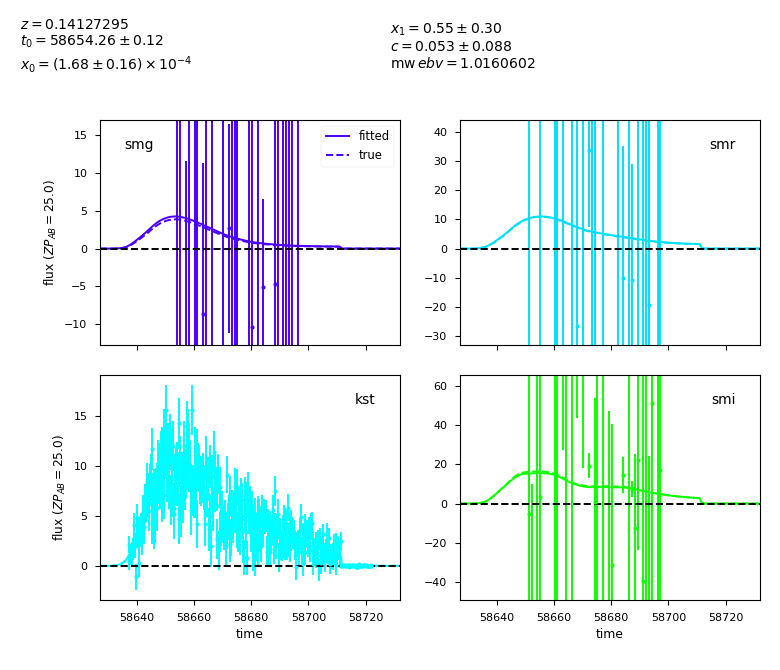 z = 0.14127295
t₀ = 58654.26 ± 0.12
x₀ = (1.68 ± 0.16) × 10⁻⁴
x₁ = 0.55 ± 0.30
c = 0.053 ± 0.088
mw ebv = 1.0160602
smg
fitted
true
15
10
5
0
−5
−10
flux (ZP_AB = 25.0)
smr
40
30
20
10
0
−10
−20
−30
kst
15
10
5
0
flux (ZP_AB = 25.0)
58640 58660 58680 58700 58720
time
smi
60
40
20
0
−20
−40
58640 58660 58680 58700 58720
time